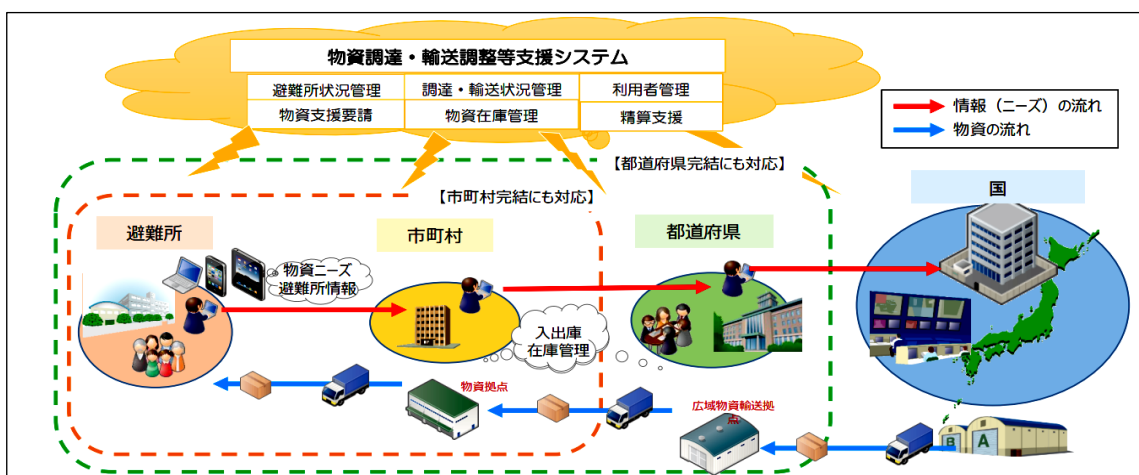 物資調達・輸送調整等支援システム
避難所状況管理
調達・輸送状況管理
利用者管理
物資支援要請
物資在庫管理
精算支援
情報（ニーズ）の流れ
物資の流れ
【都道府県完結にも対応】
【市町村完結にも対応】
避難所
市町村
都道府県
国
物資ニーズ
避難所情報
入出庫
在庫管理
物資拠点
広域物資輸送拠
点
B
A